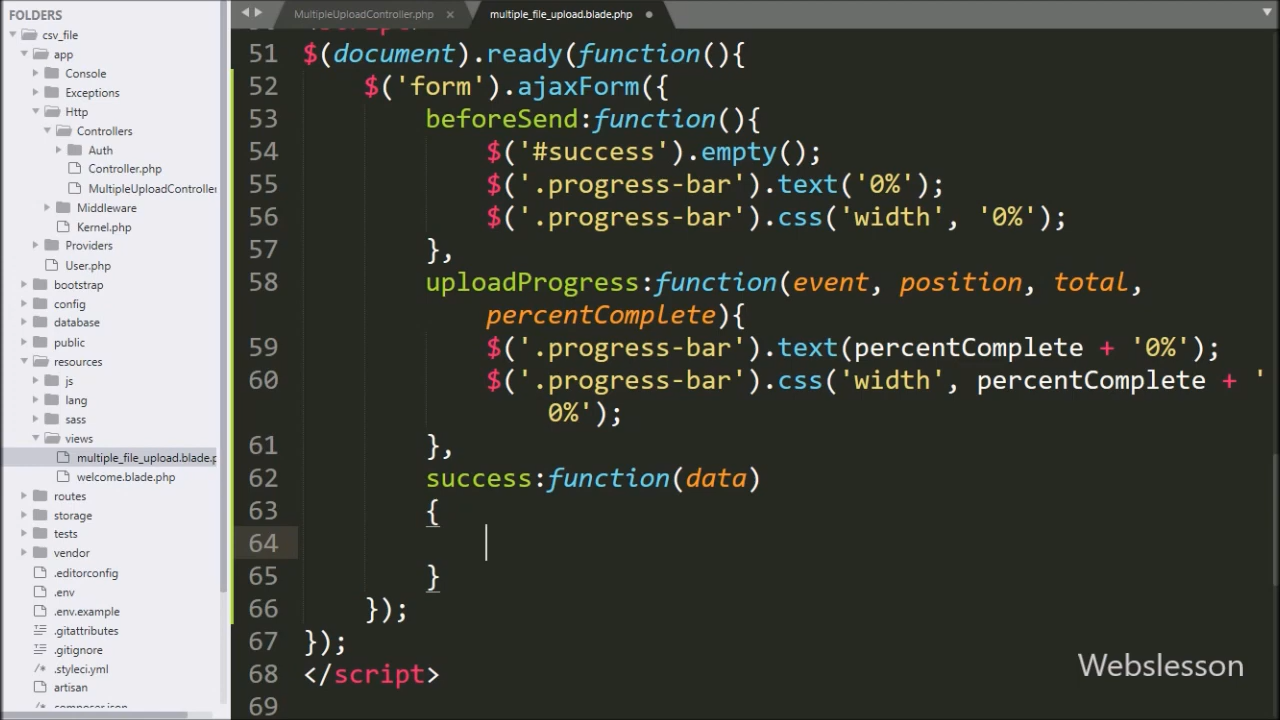 FOLDERS
csv_file
app
Console
Exceptions
Http
Controllers
Auth
Controller.php
MultipleUploadController
Middleware
Kernel.php
Providers
User.php
bootstrap
config
database
public
resources
js
lang
sass
views
multiple_file_upload.blade.p
welcome.blade.php
routes
storage
tests
vendor
.editorconfig
.env
.env.example
.gitattributes
.gitignore
.styleci.yml
artisan
composer.json
MultipleUploadController.php
multiple_file_upload.blade.php
50 <script>
51 $(document).ready(function(){
52 $('form').ajaxForm({
53 beforeSend:function(){
54 $('#success').empty();
55 $('.progress-bar').text('0%');
56 $('.progress-bar').css('width', '0%');
57 },
58 uploadProgress:function(event, position, total,
percentComplete){
59 $('.progress-bar').text(percentComplete + '0%');
60 $('.progress-bar').css('width', percentComplete + '
0%');
61 },
62 success:function(data)
63 {
64
65 }
66 });
67 });
68 </script>
69
Webslesson